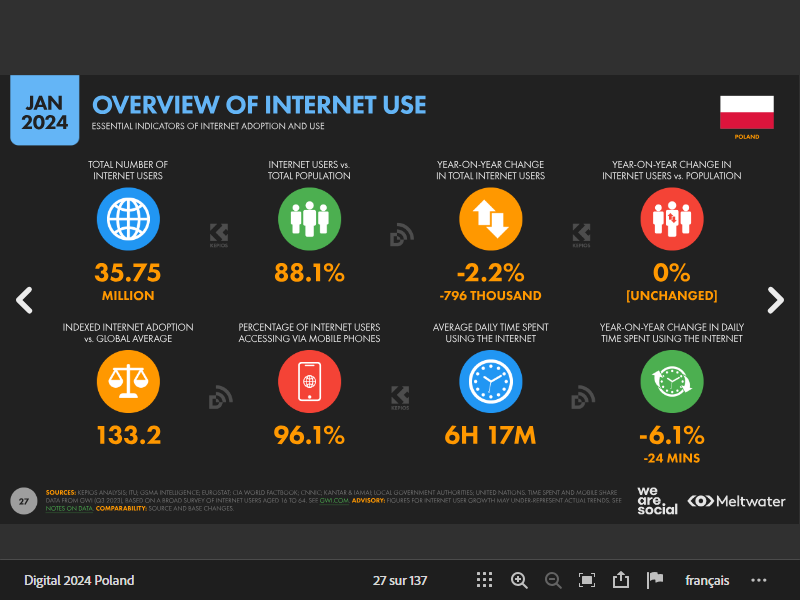 JAN
2024
OVERVIEW OF INTERNET USE
ESSENTIAL INDICATORS OF INTERNET ADOPTION AND USE
POLAND
TOTAL NUMBER OF
INTERNET USERS
35.75
MILLION
INTERNET USERS vs.
TOTAL POPULATION
88.1%
YEAR-ON-YEAR CHANGE
IN TOTAL INTERNET USERS
-2.2%
-796 THOUSAND
YEAR-ON-YEAR CHANGE IN
INTERNET USERS vs. POPULATION
0%
[UNCHANGED]
KEPIOS
KEPIOS
INDEXED INTERNET ADOPTION
vs. GLOBAL AVERAGE
133.2
PERCENTAGE OF INTERNET USERS
ACCESSING VIA MOBILE PHONES
96.1%
AVERAGE DAILY TIME SPENT
USING THE INTERNET
6H 17M
YEAR-ON-YEAR CHANGE IN DAILY
TIME SPENT USING THE INTERNET
-6.1%
-24 MINS
KEPIOS
27
SOURCES: KEPIOS ANALYSIS; ITU; GSMA INTELLIGENCE; EUROSTAT; CIA WORLD FACTBOOK; CNNIC; KANTAR & IAMAI; LOCAL GOVERNMENT AUTHORITIES; UNITED NATIONS. TIME SPENT AND MOBILE SHARE
DATA FROM GWI (Q3 2023), BASED ON A BROAD SURVEY OF INTERNET USERS AGED 16 TO 64. SEE GWI.COM. ADVISORY: FIGURES FOR INTERNET USER GROWTH MAY UNDER-REPRESENT ACTUAL TRENDS. SEE
NOTES ON DATA. COMPARABILITY: SOURCE AND BASE CHANGES.
we
are.
social
Meltwater
Digital 2024 Poland
27 sur 137
français